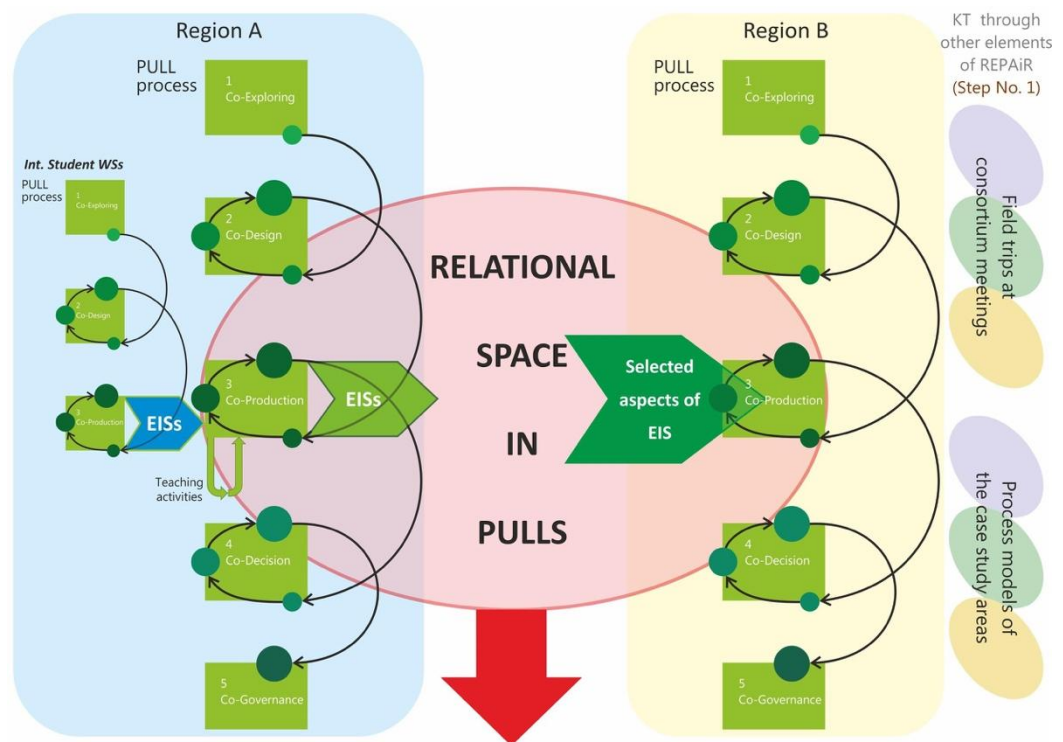 Region A
PULL
process
1
Co-Exploring
2
Co-Design
3
Co-Production
EISs
4
Co-Decision
5
Co-Governance
Int. Student WSs
PULL
process
1
Co-Exploring
2
Co-Design
3
Co-Production
EISs
Teaching
activities
RELATIONAL
SPACE
IN
PULLS
Selected
aspects of
EIS
Region B
PULL
process
1
Co-Exploring
2
Co-Design
3
Co-Production
4
Co-Decision
5
Co-Governance
KT through
other elements
of REPAiR
(Step No. 1)
Field trips at
consortium meetings
Process models of
the case study areas